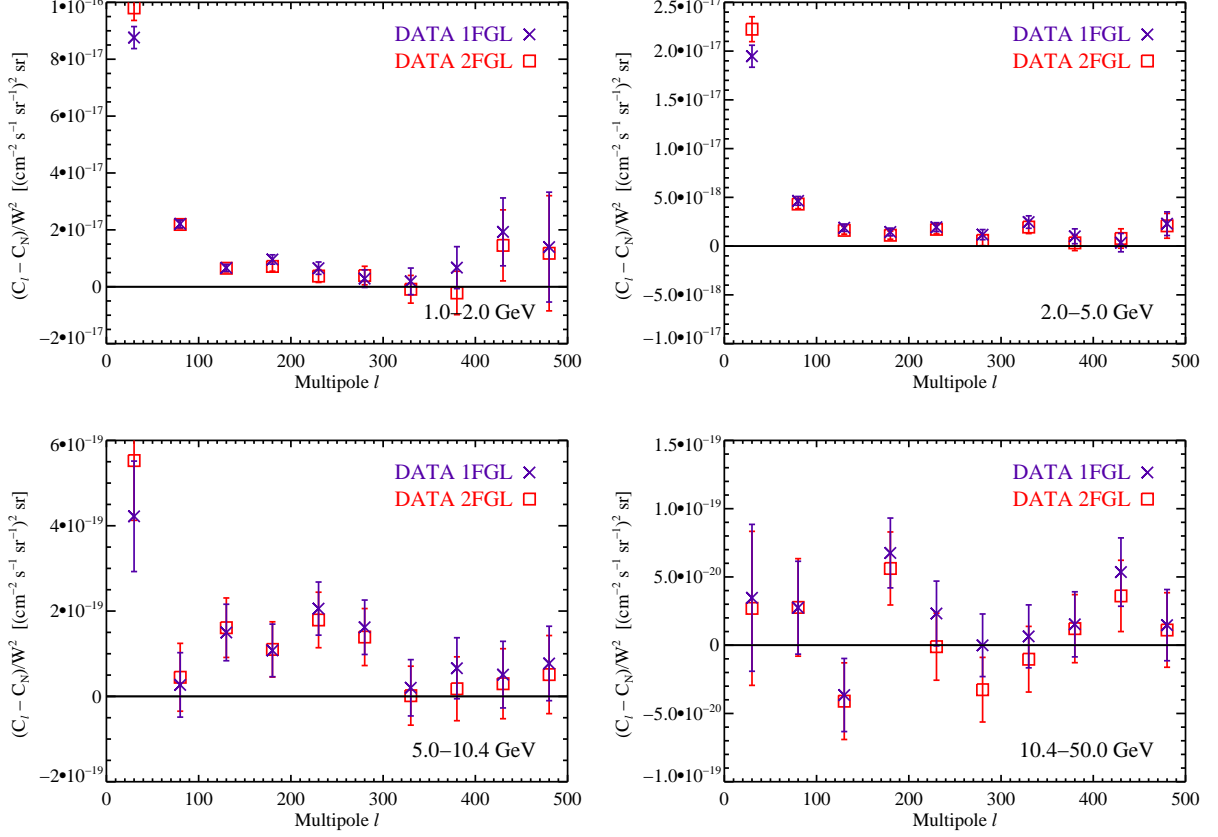 1•10⁻¹⁶
8•10⁻¹⁷
6•10⁻¹⁷
4•10⁻¹⁷
2•10⁻¹⁷
0
−2•10⁻¹⁷
(C_l − C_N)/W² [(cm⁻² s⁻¹ sr⁻¹)² sr]
DATA 1FGL
DATA 2FGL
1.0−2.0 GeV
0 100 200 300 400 500
Multipole l
2.5•10⁻¹⁷
2.0•10⁻¹⁷
1.5•10⁻¹⁷
1.0•10⁻¹⁷
5.0•10⁻¹⁸
0
−5.0•10⁻¹⁸
−1.0•10⁻¹⁷
(C_l − C_N)/W² [(cm⁻² s⁻¹ sr⁻¹)² sr]
DATA 1FGL
DATA 2FGL
2.0−5.0 GeV
0 100 200 300 400 500
Multipole l
6•10⁻¹⁹
4•10⁻¹⁹
2•10⁻¹⁹
0
−2•10⁻¹⁹
(C_l − C_N)/W² [(cm⁻² s⁻¹ sr⁻¹)² sr]
DATA 1FGL
DATA 2FGL
5.0−10.4 GeV
0 100 200 300 400 500
Multipole l
1.5•10⁻¹⁹
1.0•10⁻¹⁹
5.0•10⁻²⁰
0
−5.0•10⁻²⁰
−1.0•10⁻¹⁹
(C_l − C_N)/W² [(cm⁻² s⁻¹ sr⁻¹)² sr]
DATA 1FGL
DATA 2FGL
10.4−50.0 GeV
0 100 200 300 400 500
Multipole l